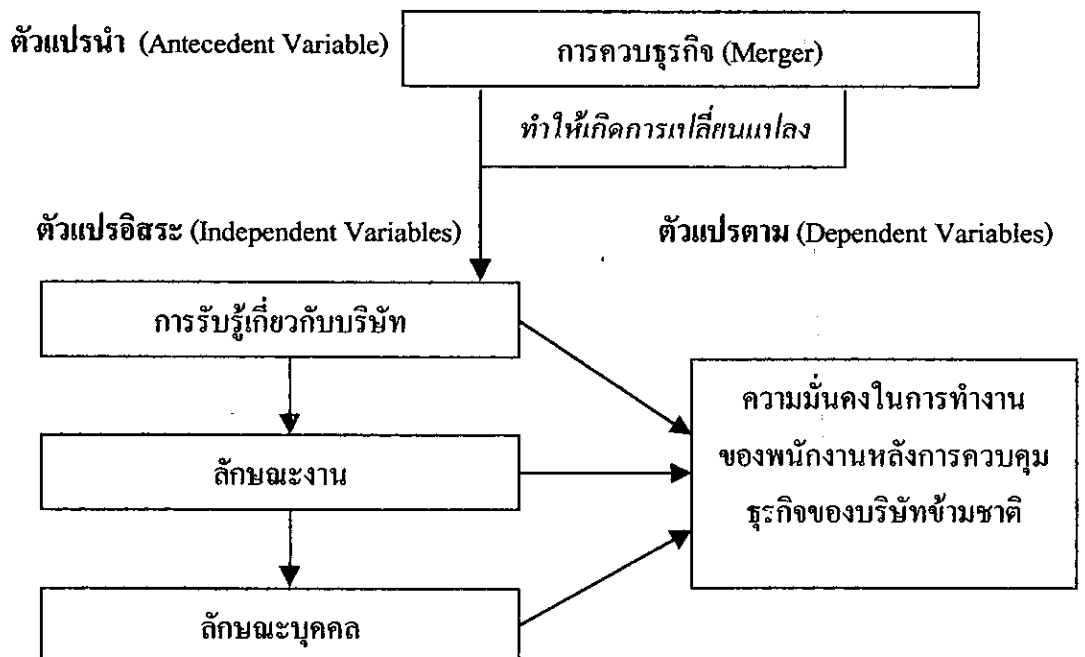 ตัวแปรนำ (Antecedent Variable)
การควบธุรกิจ (Merger)
ทำให้เกิดการเปลี่ยนแปลง
ตัวแปรอิสระ (Independent Variables)
ตัวแปรตาม (Dependent Variables)
การรับรู้เกี่ยวกับบริษัท
ลักษณะงาน
ลักษณะบุคคล
ความมั่นคงในการทำงาน
ของพนักงานหลังการควบคุม
ธุรกิจของบริษัทข้ามชาติ